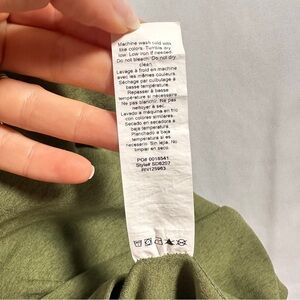 Machine wash cold with
like colors. Tumble dry
low. Low iron if needed.
Do not bleach. Do not dry
clean.
Lavage à froid en machine
avec les mêmes couleurs.
Séchage par culbutage à
basse température.
Repasser à basse
température si nécessaire
Ne pas blanchir. Ne pas
nettoyer à sec.
Lavado a máquina en frío
con colores similares.
Secado en secadora a
baja temperatura.
Planchado a baja
temperatura si es
necesario. Sin blanquear.
No lavar en seco.
PO# 0018541
Style# SD8207
RN125963